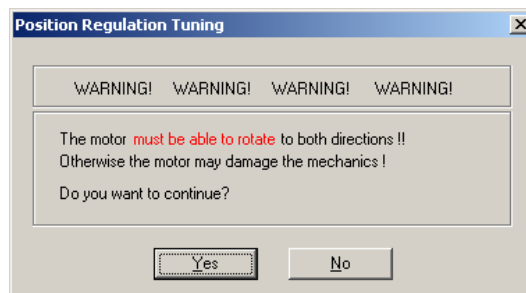 Position Regulation Tuning
WARNING! WARNING! WARNING! WARNING!
The motor must be able to rotate to both directions !!
Otherwise the motor may damage the mechanics !
Do you want to continue?
Yes No